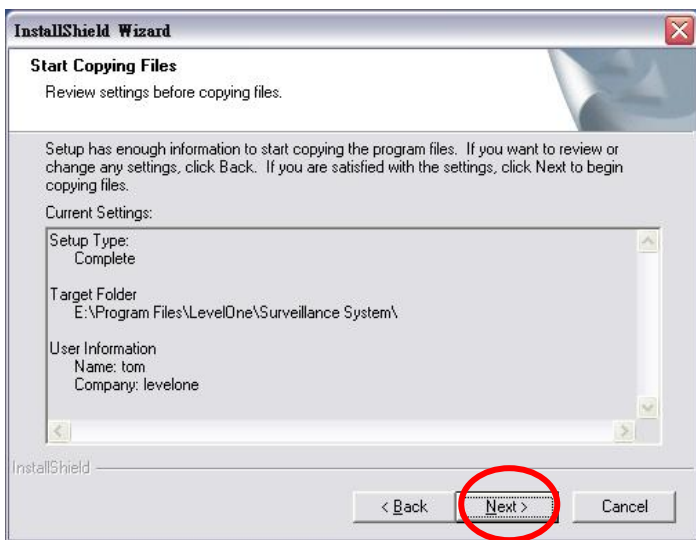 InstallShield Wizard
Start Copying Files
Review settings before copying files.
Setup has enough information to start copying the program files. If you want to review or
change any settings, click Back. If you are satisfied with the settings, click Next to begin
copying files.
Current Settings:
Setup Type:
Complete
Target Folder
E:\Program Files\LevelOne\Surveillance System\
User Information
Name: tom
Company: levelone
InstallShield
< Back Next > Cancel